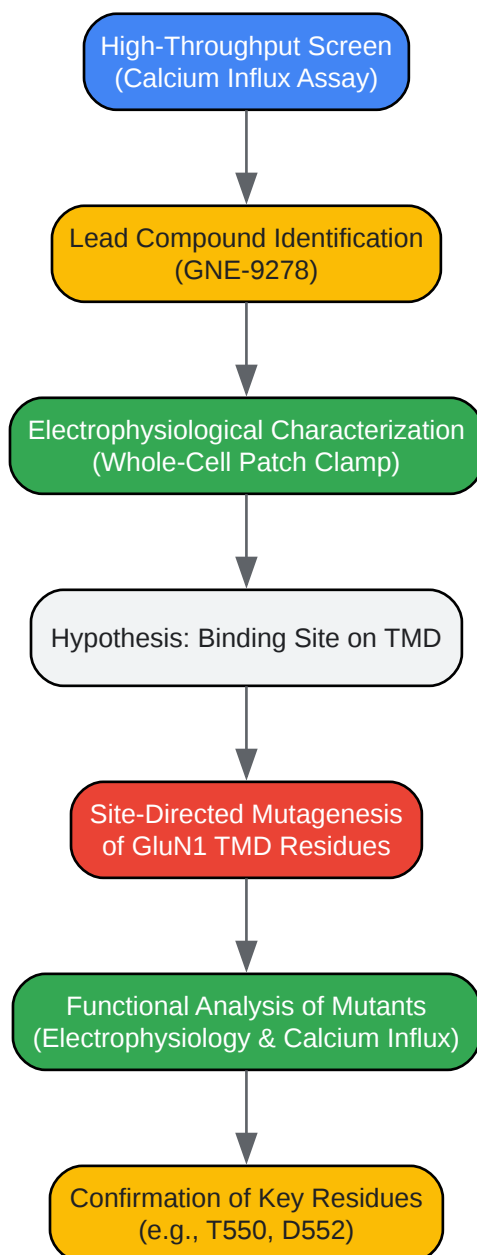 High-Throughput Screen
(Calcium Influx Assay)
Lead Compound Identification
(GNE-9278)
Electrophysiological Characterization
(Whole-Cell Patch Clamp)
Hypothesis: Binding Site on TMD
Site-Directed Mutagenesis
of GluN1 TMD Residues
Functional Analysis of Mutants
(Electrophysiology & Calcium Influx)
Confirmation of Key Residues
(e.g., T550, D552)